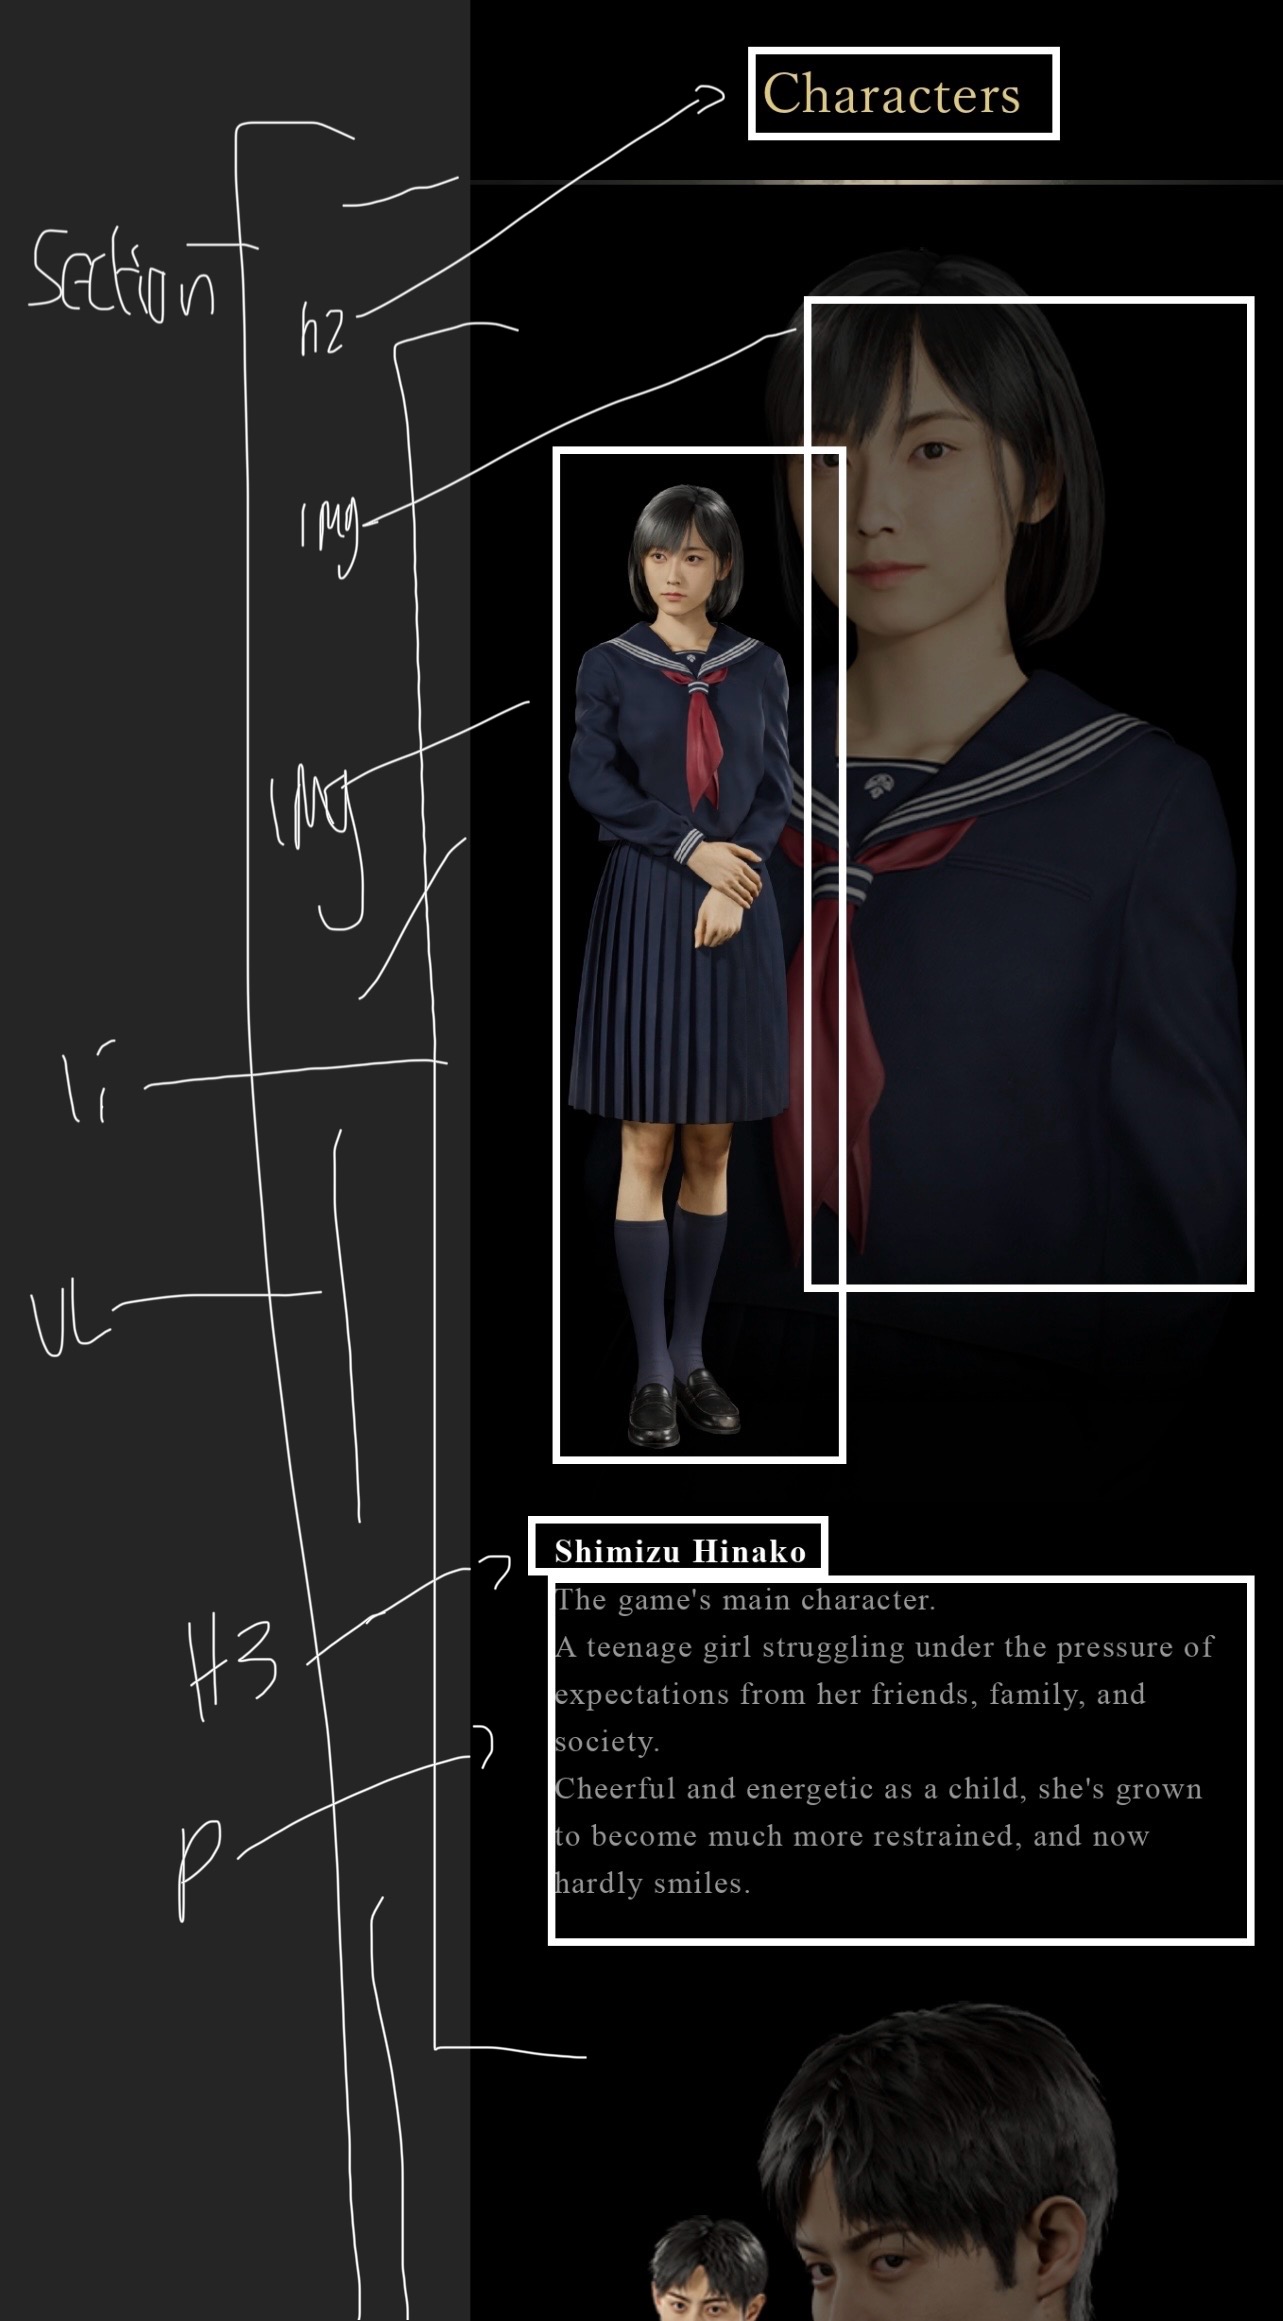 Characters
Section
h2
img
img
li
UL
Shimizu Hinako
The game's main character.
A teenage girl struggling under the pressure of
expectations from her friends, family, and
society.
Cheerful and energetic as a child, she's grown
to become much more restrained, and now
hardly smiles.
H3
P